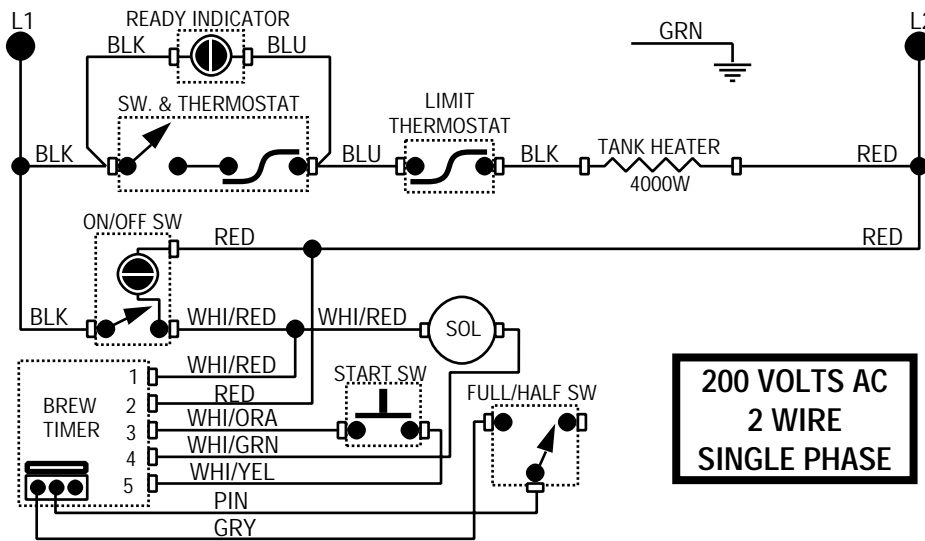 L1
READY INDICATOR
L2
BLK
BLU
GRN
SW. & THERMOSTAT
LIMIT
THERMOSTAT
BLK
BLU
BLK
TANK HEATER
4000W
RED
ON/OFF SW
RED
RED
BLK
WHI/RED
WHI/RED
SOL
1
WHI/RED
START SW
FULL/HALF SW
2
RED
BREW
TIMER
3
WHI/ORA
4
WHI/GRN
5
WHI/YEL
PIN
GRY
200 VOLTS AC
2 WIRE
SINGLE PHASE